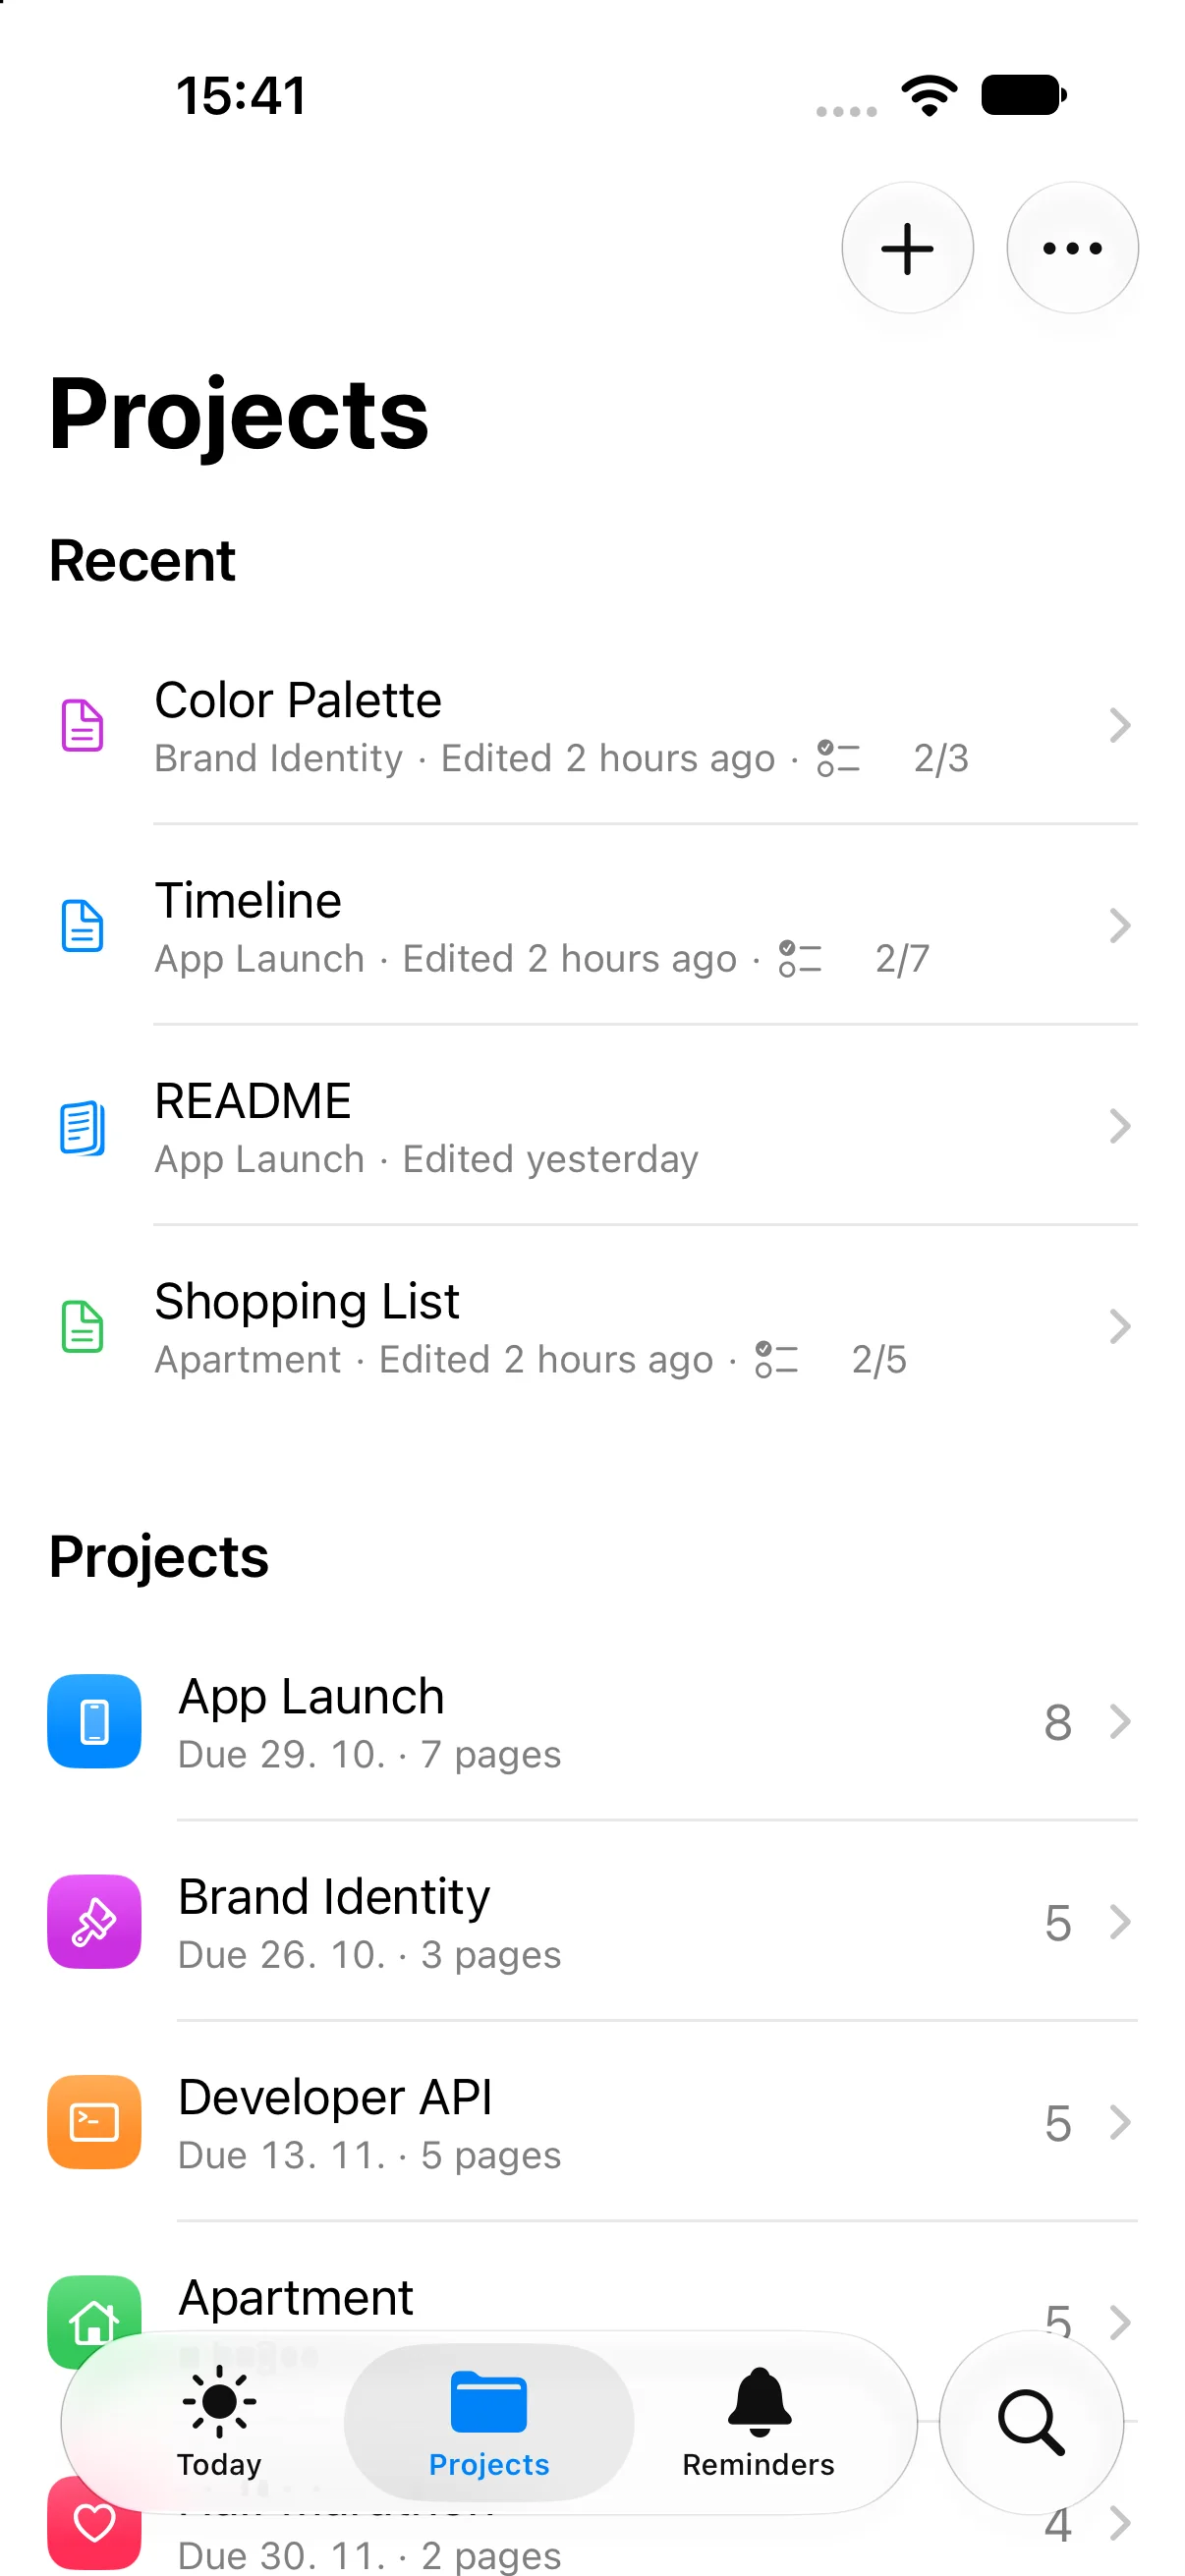 15:41
Projects
Recent
Color Palette
Brand Identity · Edited 2 hours ago · 2/3
Timeline
App Launch · Edited 2 hours ago · 2/7
README
App Launch · Edited yesterday
Shopping List
Apartment · Edited 2 hours ago · 2/5
Projects
App Launch
Due 29. 10. · 7 pages
8
Brand Identity
Due 26. 10. · 3 pages
5
Developer API
Due 13. 11. · 5 pages
5
Apartment
5
Today
Projects
Reminders
Due 30. 11. · 2 pages
4